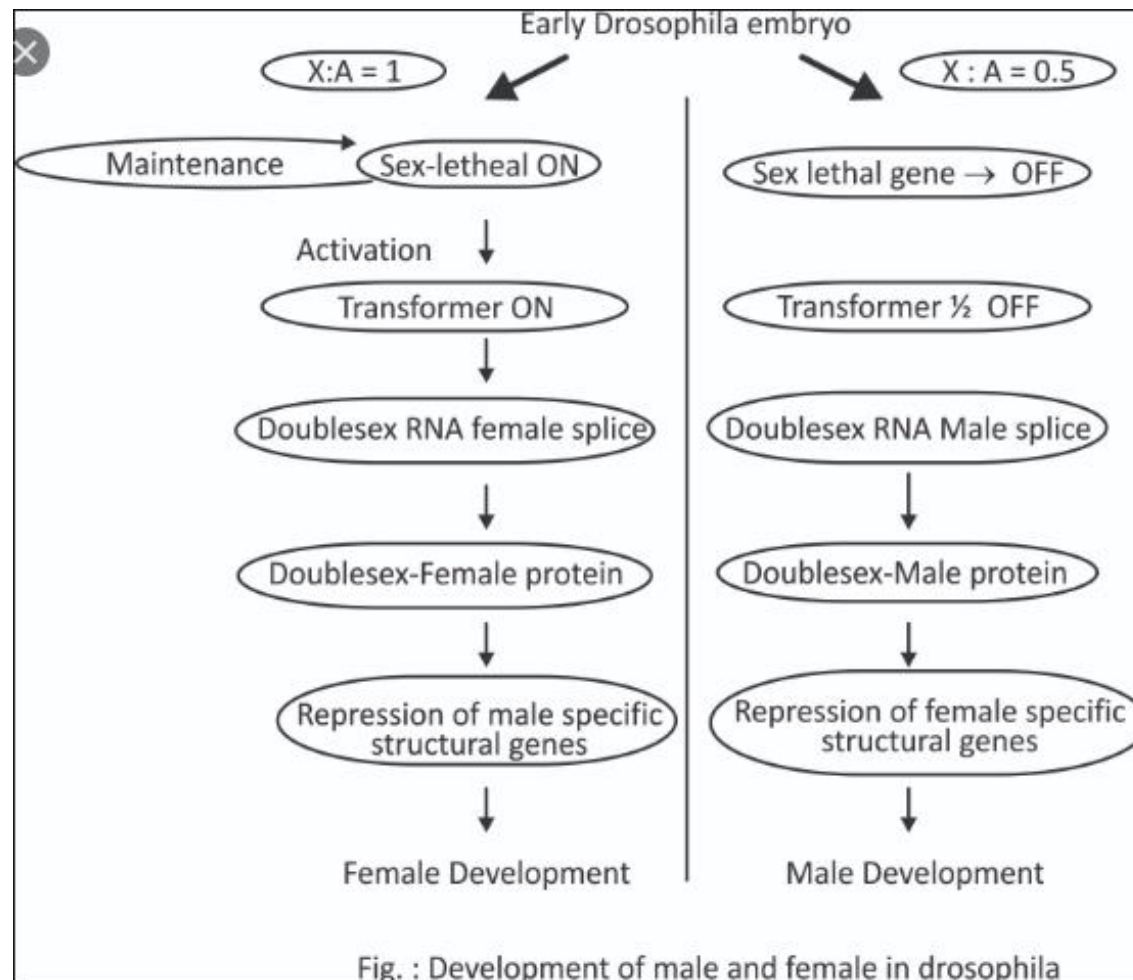 Early Drosophila embryo
X:A = 1
X : A = 0.5
Maintenance
Sex-letheal ON
Sex lethal gene → OFF
Activation
Transformer ON
Transformer ½ OFF
Doublesex RNA female splice
Doublesex RNA Male splice
Doublesex-Female protein
Doublesex-Male protein
Repression of male specific
structural genes
Repression of female specific
structural genes
Female Development
Male Development
Fig. : Development of male and female in drosophila